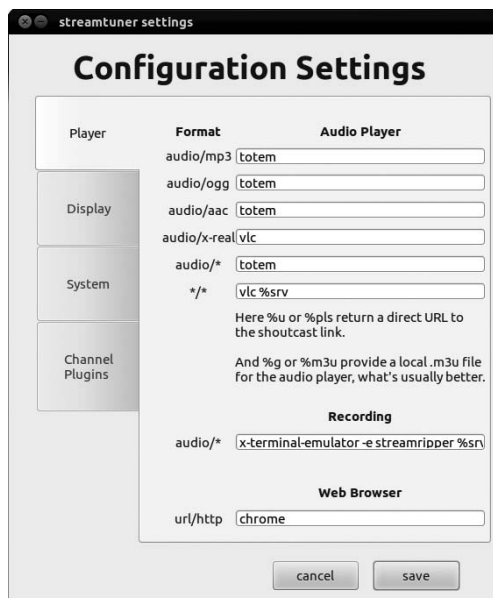 streamtuner settings
Configuration Settings
Player
Display
System
Channel
Plugins
Format Audio Player
audio/mp3 totem
audio/ogg totem
audio/aac totem
audio/x-real vlc
audio/* totem
*/* vlc %srv
Here %u or %pls return a direct URL to
the shoutcast link.
And %g or %m3u provide a local .m3u file
for the audio player, what's usually better.
Recording
audio/* x-terminal-emulator -e streamripper %srv
Web Browser
url/http chrome
cancel save